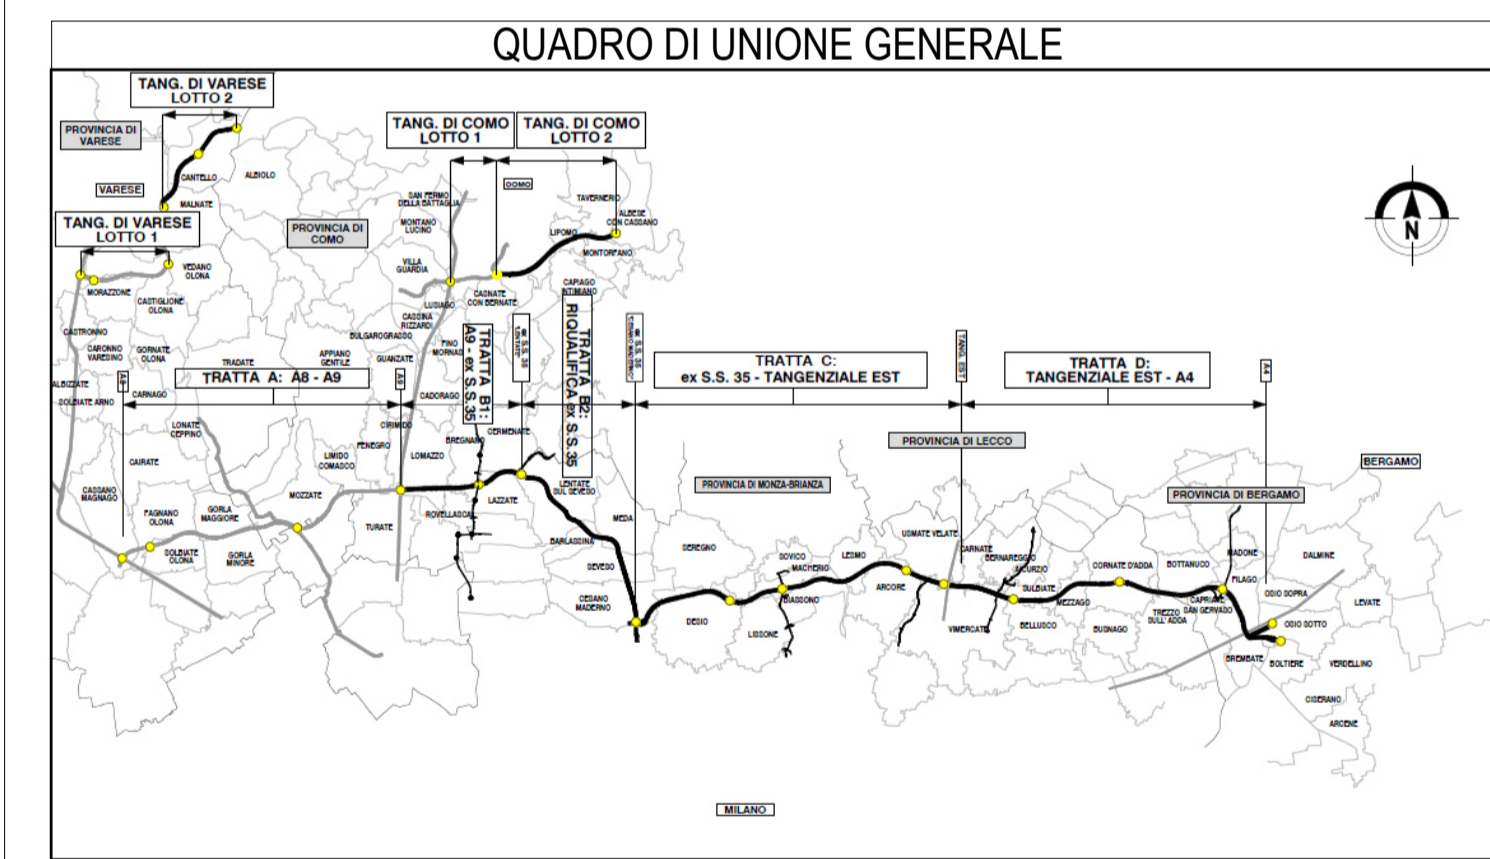 QUADRO DI UNIONE GENERALE
TANG. DI VARESE
LOTTO 2
PROVINCIA DI
VARESE
TANG. DI COMO
LOTTO 1
TANG. DI COMO
LOTTO 2
CANTELLO
ALBIOLO
VARESE
MALNATE
COMO
SAN FERMO
DELLA BATTAGLIA
TAVERNERIO
ALBESE
CON CASSANO
TANG. DI VARESE
LOTTO 1
PROVINCIA DI
COMO
MONTANO
LUCINO
LIPOMO
MONTORFANO
N
VEDANO
OLONA
VILLA
GUARDIA
MORAZZONE
CASTIGLIONE
OLONA
LUISAGO
CASNATE
CON BERNATE
CAPIAGO
INTIMIANO
CASSINA
RIZZARDI
CASTRONNO
BULGAROGRASSO
FINO
MORNAS
CARONNO
VARESINO
GORNATE
OLONA
TRADATE
APPIANO
GENTILE
GUANZATE
TRATTA B1:
A9 - ex S.S.35
ex S.S. 35
TRATTA B2:
RIQUALIFICA ex S.S.35
ex S.S. 35
TRATTA A: A8 - A9
A8
A9
TRATTA C:
ex S.S. 35 - TANGENZIALE EST
TANG. EST
TRATTA D:
TANGENZIALE EST - A4
A4
ALBIZZATE
SOLBIATE ARNO
CARNAGO
CADORAGO
CIRIMIDO
CERMENATE
BREGNANO
LONATE
CEPPINO
FENEGRO
LOMAZZO
LIMIDO
COMASCO
CAIRATE
PROVINCIA DI LECCO
BERGAMO
CASSANO
MAGNAGO
MOZZATE
LAZZATE
LENTATE
SUL SEVESO
PROVINCIA DI MONZA-BRIANZA
PROVINCIA DI BERGAMO
FAGNANO
OLONA
GORLA
MAGGIORE
ROVELLASCA
TURATE
MEDA
BARLASSINA
SOLBIATE
OLONA
GORLA
MINORE
SEVESO
SEREGNO
SOVICO
MACHERIO
LESMO
USMATE VELATE
CARNATE
BERNAREGGIO
CORNATE D'ADDA
BOTTANUCO
MADONE
DALMINE
FILAGO
CESANO
MADERNO
BIASSONO
ARCORE
SULBIATE
MEZZAGO
CAPRIATE
SAN GERVASO
OSIO SOPRA
LEVATE
DESIO
LISSONE
VIMERCATE
BELLUSCO
BUSNAGO
TREZZO
SULL' ADDA
OSIO SOTTO
BREMBATE
BOLTIERE
VERDELLINO
CISERANO
ARCENE
MILANO